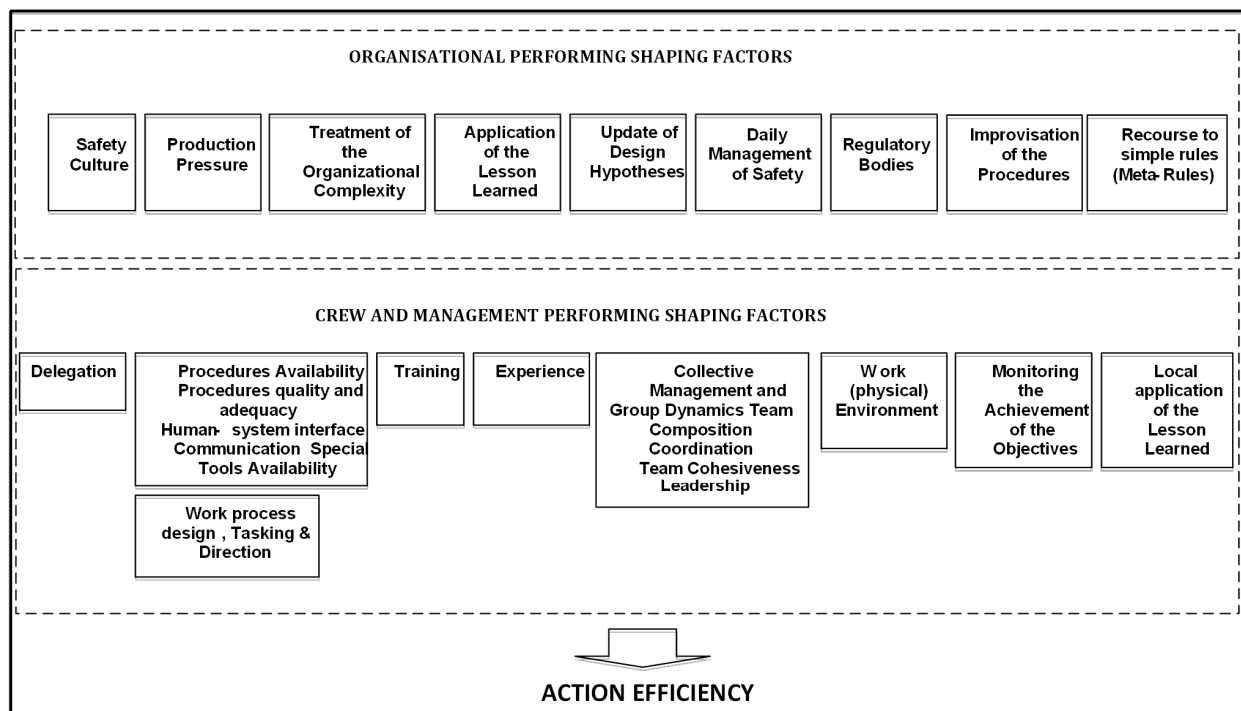 ORGANISATIONAL PERFORMING SHAPING FACTORS
Safety
Culture
Production
Pressure
Treatment of
the
Organizational
Complexity
Application
of the
Lesson
Learned
Update of
Design
Hypotheses
Daily
Management
of Safety
Regulatory
Bodies
Improvisation
of the
Procedures
Recourse to
simple rules
(Meta- Rules)
CREW AND MANAGEMENT PERFORMING SHAPING FACTORS
Delegation
Procedures Availability
Procedures quality and
adequacy
Human- system interface
Communication Special
Tools Availability
Work process
design , Tasking &
Direction
Training
Experience
Collective
Management and
Group Dynamics Team
Composition
Coordination
Team Cohesiveness
Leadership
Work
(physical)
Environment
Monitoring
the
Achievement
of the
Objectives
Local
application
of the
Lesson
Learned
ACTION EFFICIENCY